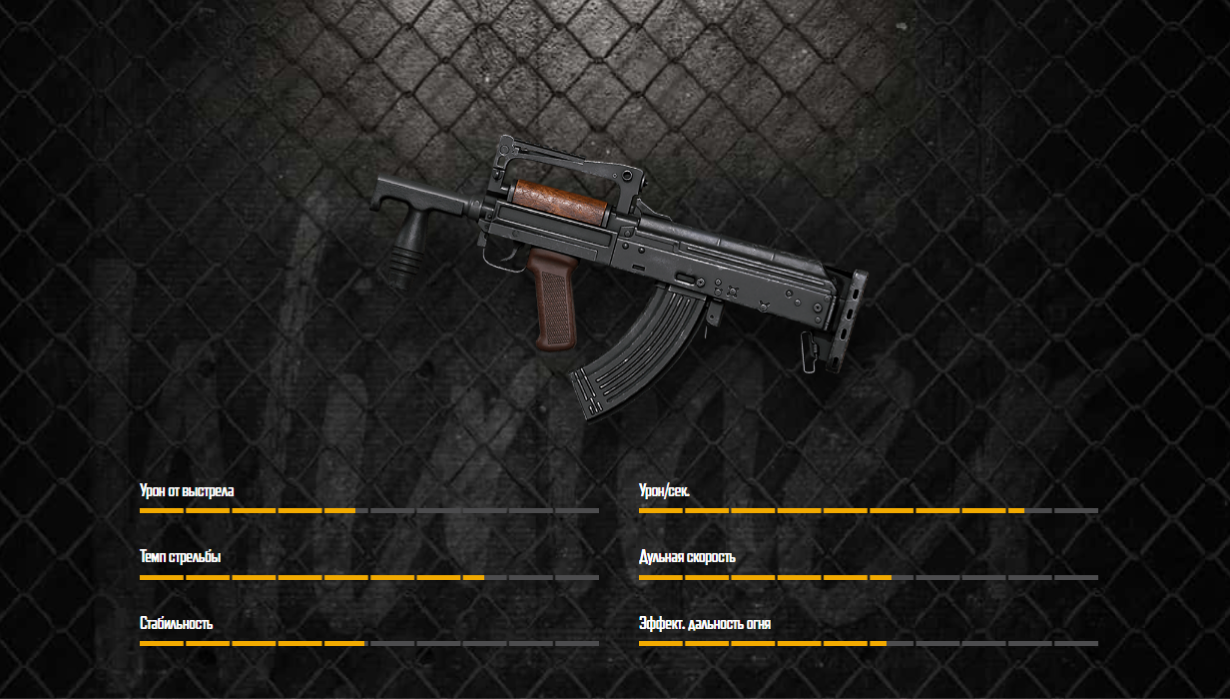 Урон от выстрела
Урон/сек.
Темп стрельбы
Дульная скорость
Стабильность
Эффект. дальность огня